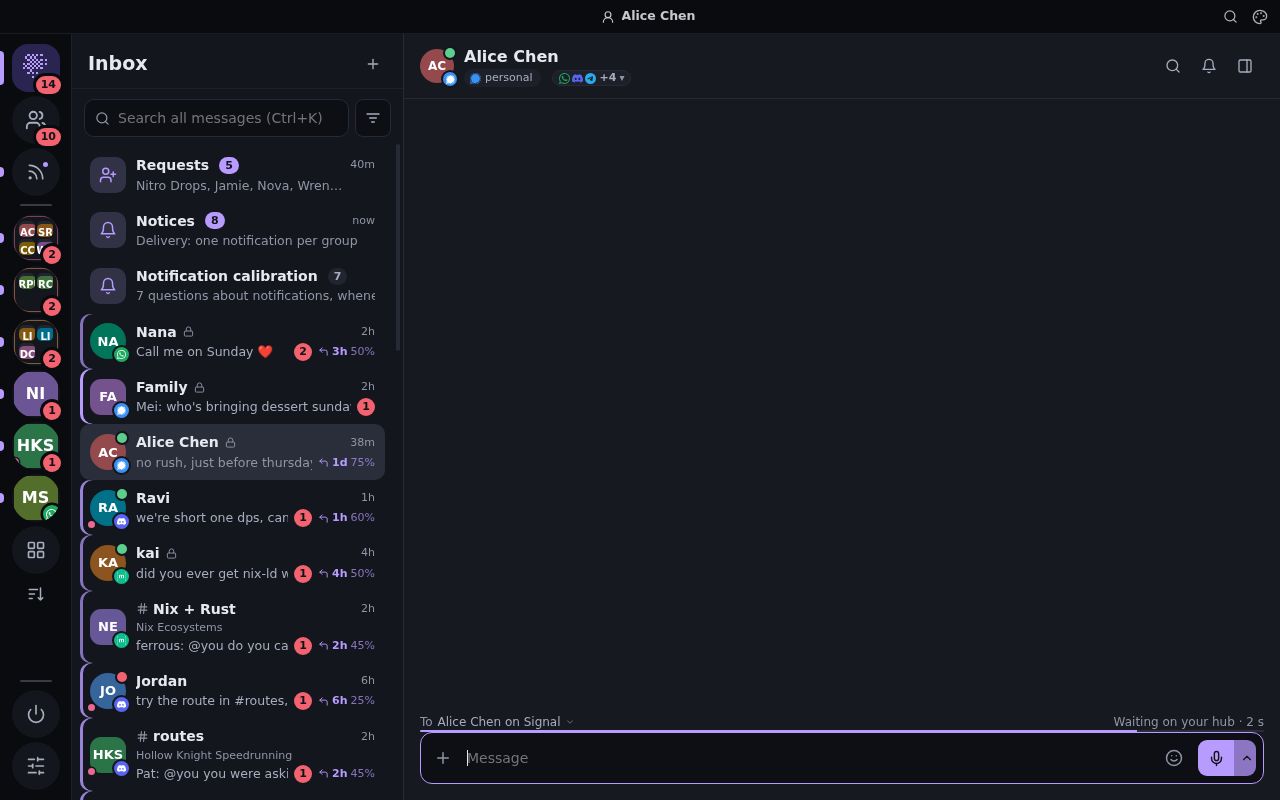 Alice Chen
14
10
AC SR
CC
2
RP RC
2
LI LI
DC
2
NI
1
HKS
1
MS
Inbox
Search all messages (Ctrl+K)
Requests 5 40m
Nitro Drops, Jamie, Nova, Wren…
Notices 8 now
Delivery: one notification per group
Notification calibration 7
7 questions about notifications, whene
NA Nana 2h
Call me on Sunday ❤️ 2 3h 50%
FA Family 2h
Mei: who's bringing dessert sunda 1
AC Alice Chen 38m
no rush, just before thursday 1d 75%
RA Ravi 1h
we're short one dps, can 1 1h 60%
KA kai 4h
did you ever get nix-ld w 1 4h 50%
NE # Nix + Rust 2h
Nix Ecosystems
ferrous: @you do you ca 1 2h 45%
JO Jordan 6h
try the route in #routes, 1 6h 25%
HKS # routes 2h
Hollow Knight Speedrunning
Pat: @you you were aski 1 2h 45%
AC Alice Chen
personal +4 ▾
To Alice Chen on Signal Waiting on your hub · 2 s
Message